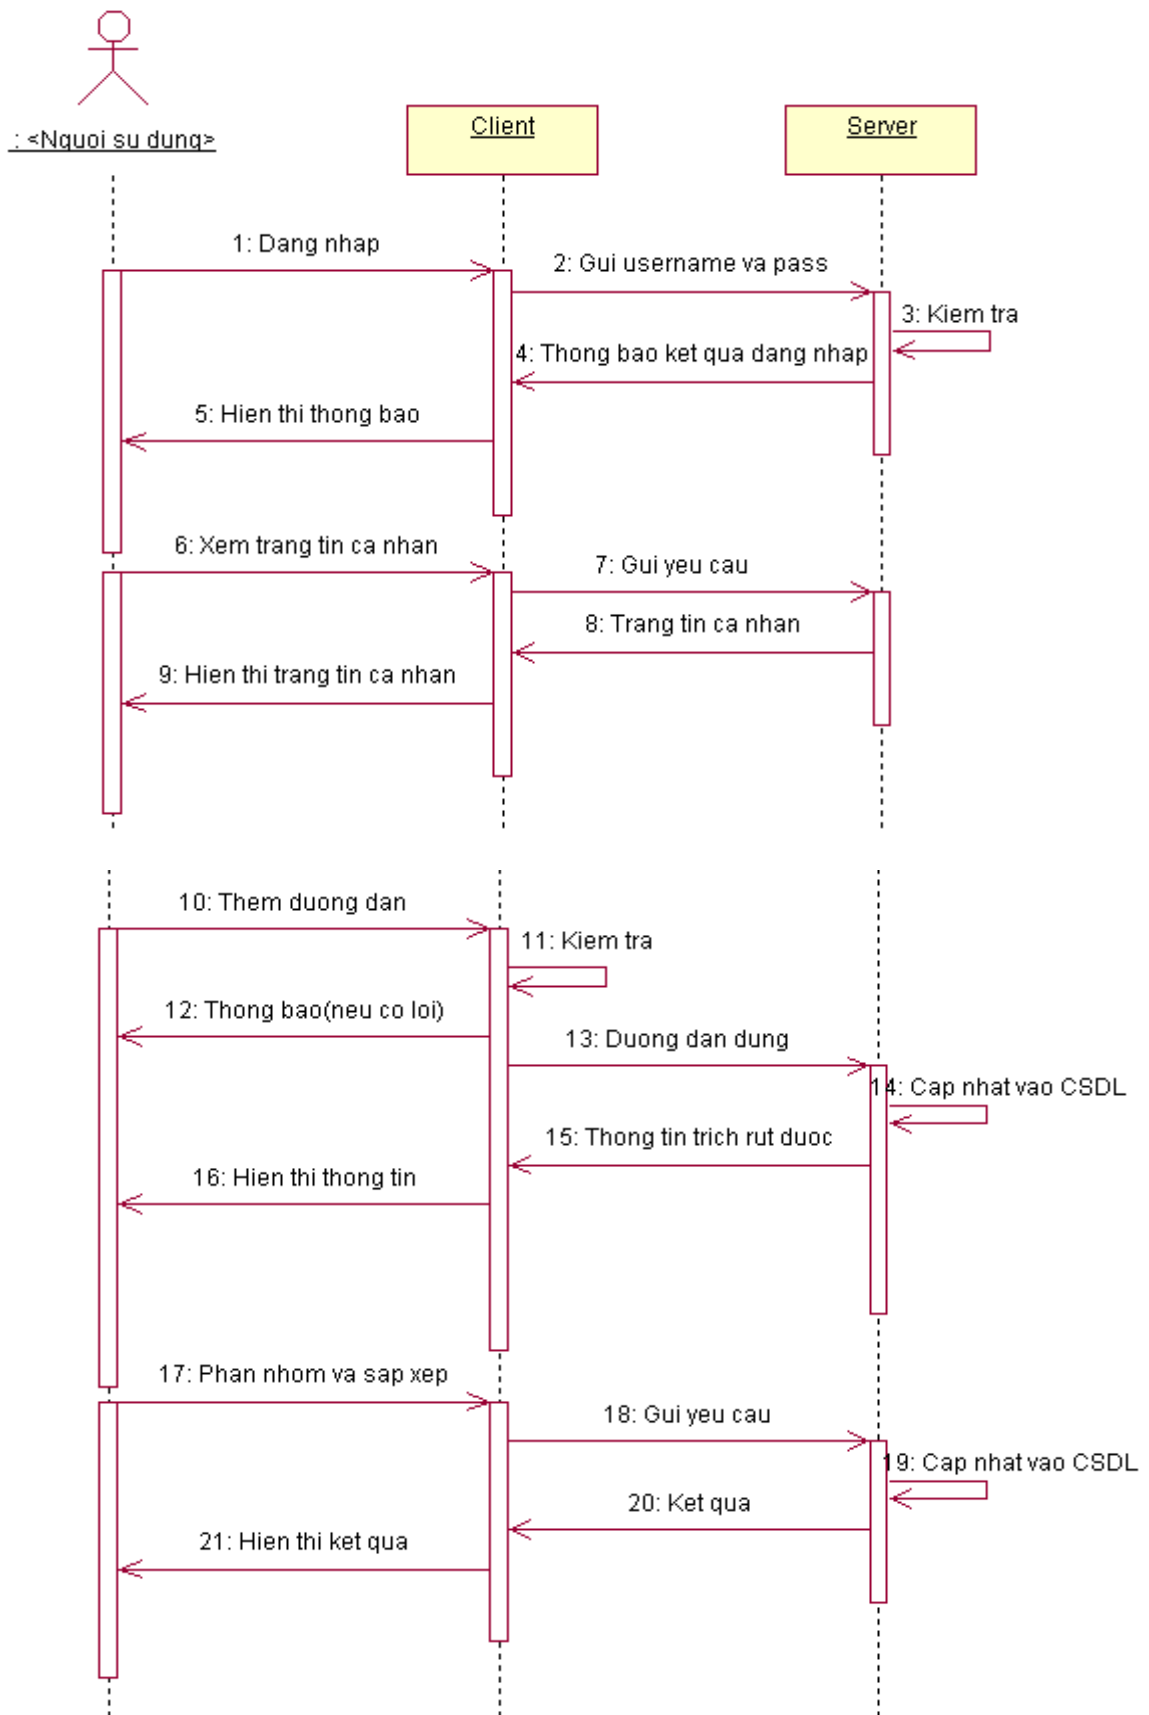 : <Nguoi su dung>
Client
Server
1: Dang nhap
2: Gui username va pass
3: Kiem tra
4: Thong bao ket qua dang nhap
5: Hien thi thong bao
6: Xem trang tin ca nhan
7: Gui yeu cau
8: Trang tin ca nhan
9: Hien thi trang tin ca nhan
10: Them duong dan
11: Kiem tra
12: Thong bao(neu co loi)
13: Duong dan dung
14: Cap nhat vao CSDL
15: Thong tin trich rut duoc
16: Hien thi thong tin
17: Phan nhom va sap xep
18: Gui yeu cau
19: Cap nhat vao CSDL
20: Ket qua
21: Hien thi ket qua